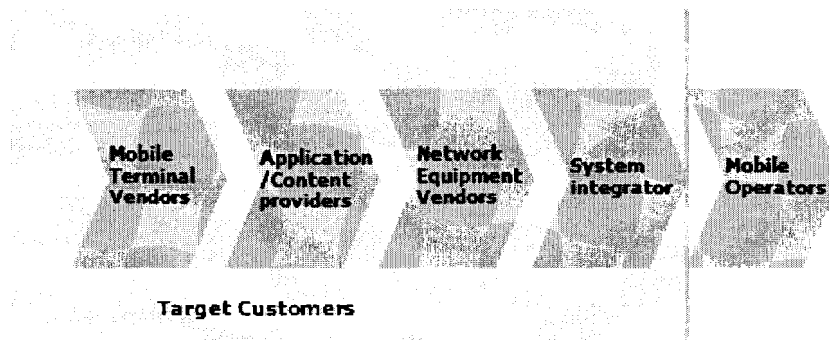 Mobile
Terminal
Vendors
Application
/Content
providers
Network
Equipment
Vendors
System
integrator
Mobile
Operators
Target Customers